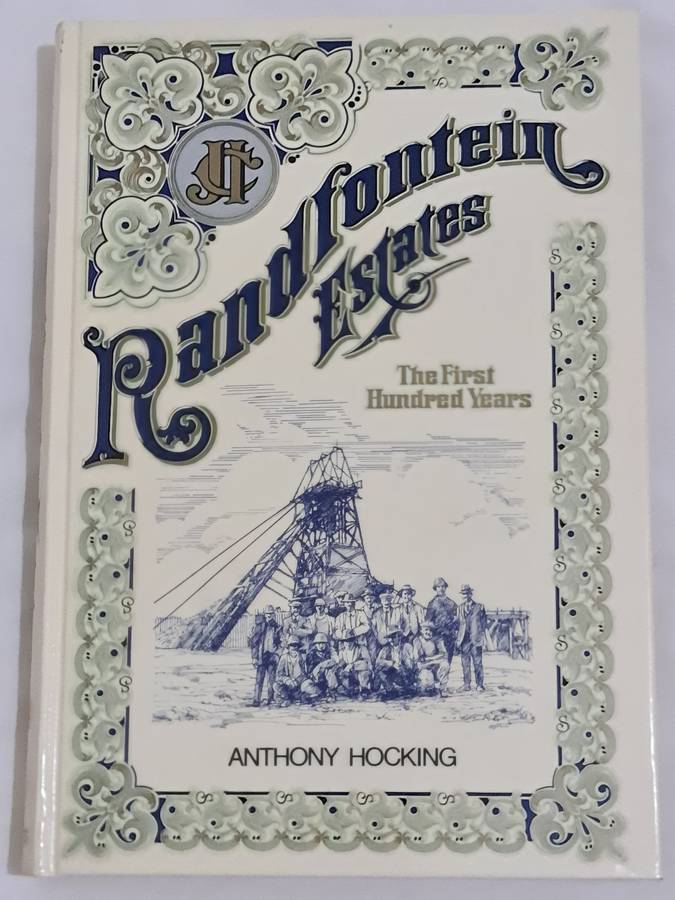 JCI
Randfontein
Estates
The First
Hundred Years
ANTHONY HOCKING